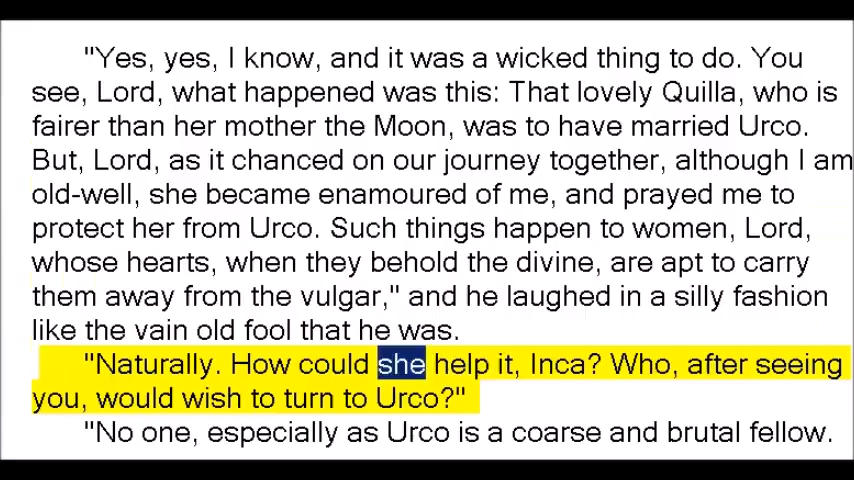 "Yes, yes, I know, and it was a wicked thing to do. You
see, Lord, what happened was this: That lovely Quilla, who is
fairer than her mother the Moon, was to have married Urco.
But, Lord, as it chanced on our journey together, although I am
old-well, she became enamoured of me, and prayed me to
protect her from Urco. Such things happen to women, Lord,
whose hearts, when they behold the divine, are apt to carry
them away from the vulgar," and he laughed in a silly fashion
like the vain old fool that he was.
"Naturally. How could she help it, Inca? Who, after seeing
you, would wish to turn to Urco?"
"No one, especially as Urco is a coarse and brutal fellow.